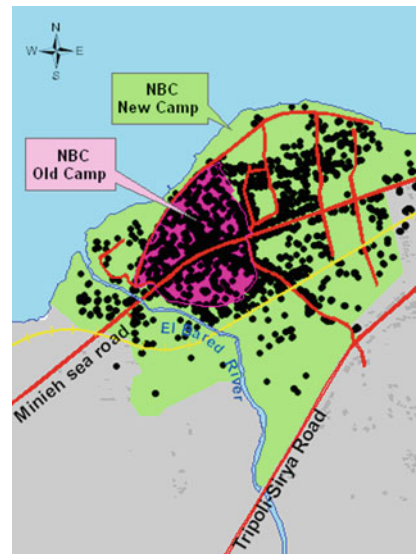 N
W E
S
NBC
New Camp
NBC
Old Camp
El Bared River
Minieh sea road
Tripoli-Sirya Road